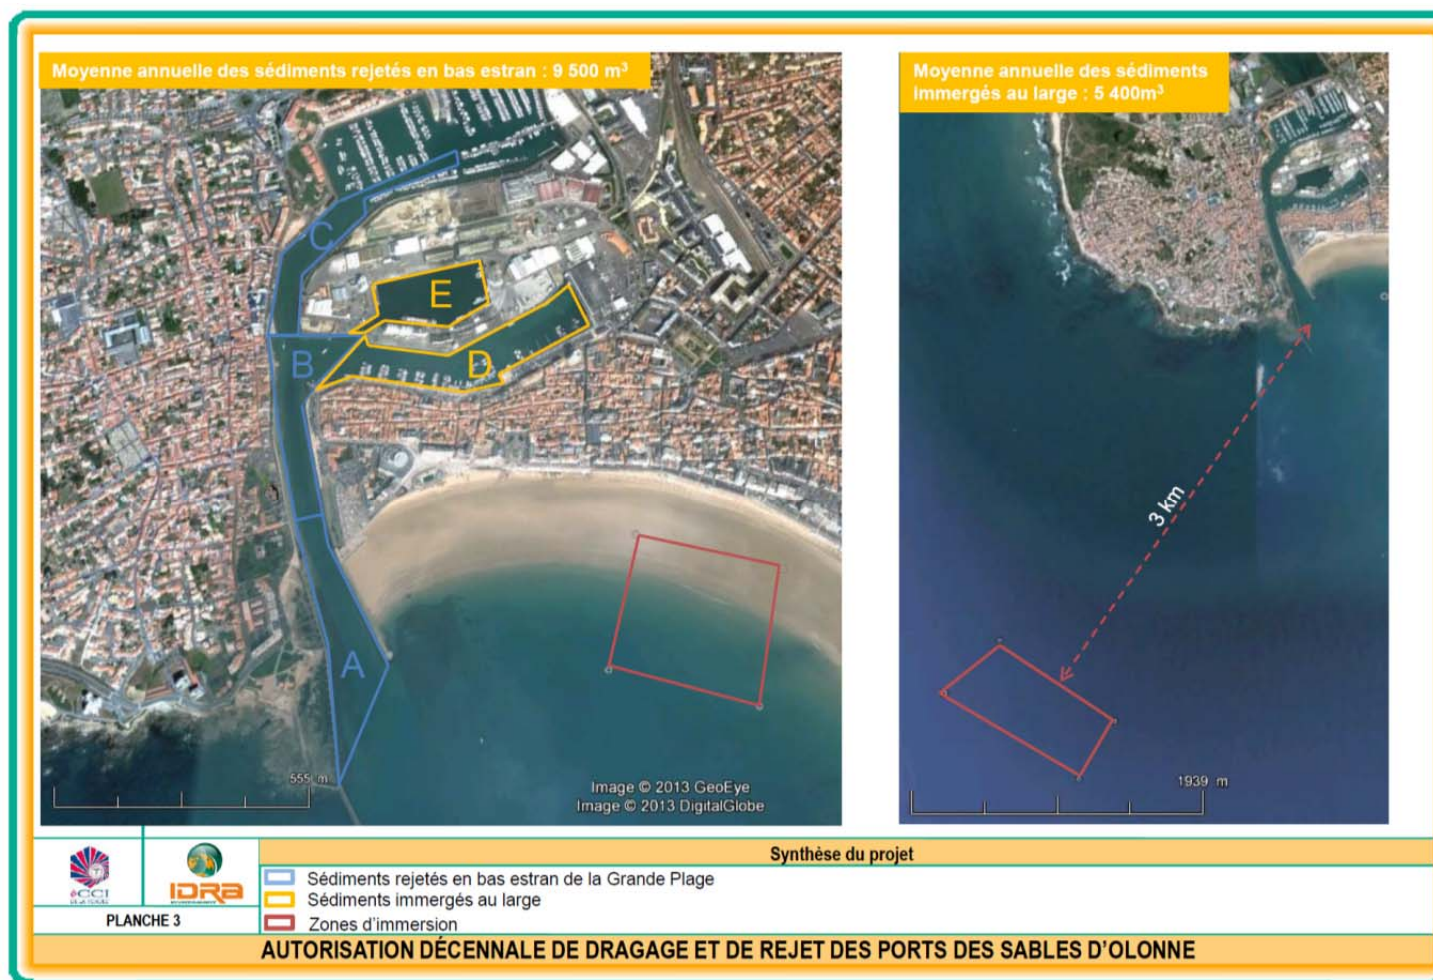 Moyenne annuelle des sédiments rejetés en bas estran : 9 500 m³
C
E
B
D
A
555 m
Image © 2013 GeoEye
Image © 2013 DigitalGlobe
Moyenne annuelle des sédiments
immergés au large : 5 400m³
3 km
1939 m
CCI
IDRA
PLANCHE 3
Synthèse du projet
Sédiments rejetés en bas estran de la Grande Plage
Sédiments immergés au large
Zones d'immersion
AUTORISATION DÉCENNALE DE DRAGAGE ET DE REJET DES PORTS DES SABLES D'OLONNE